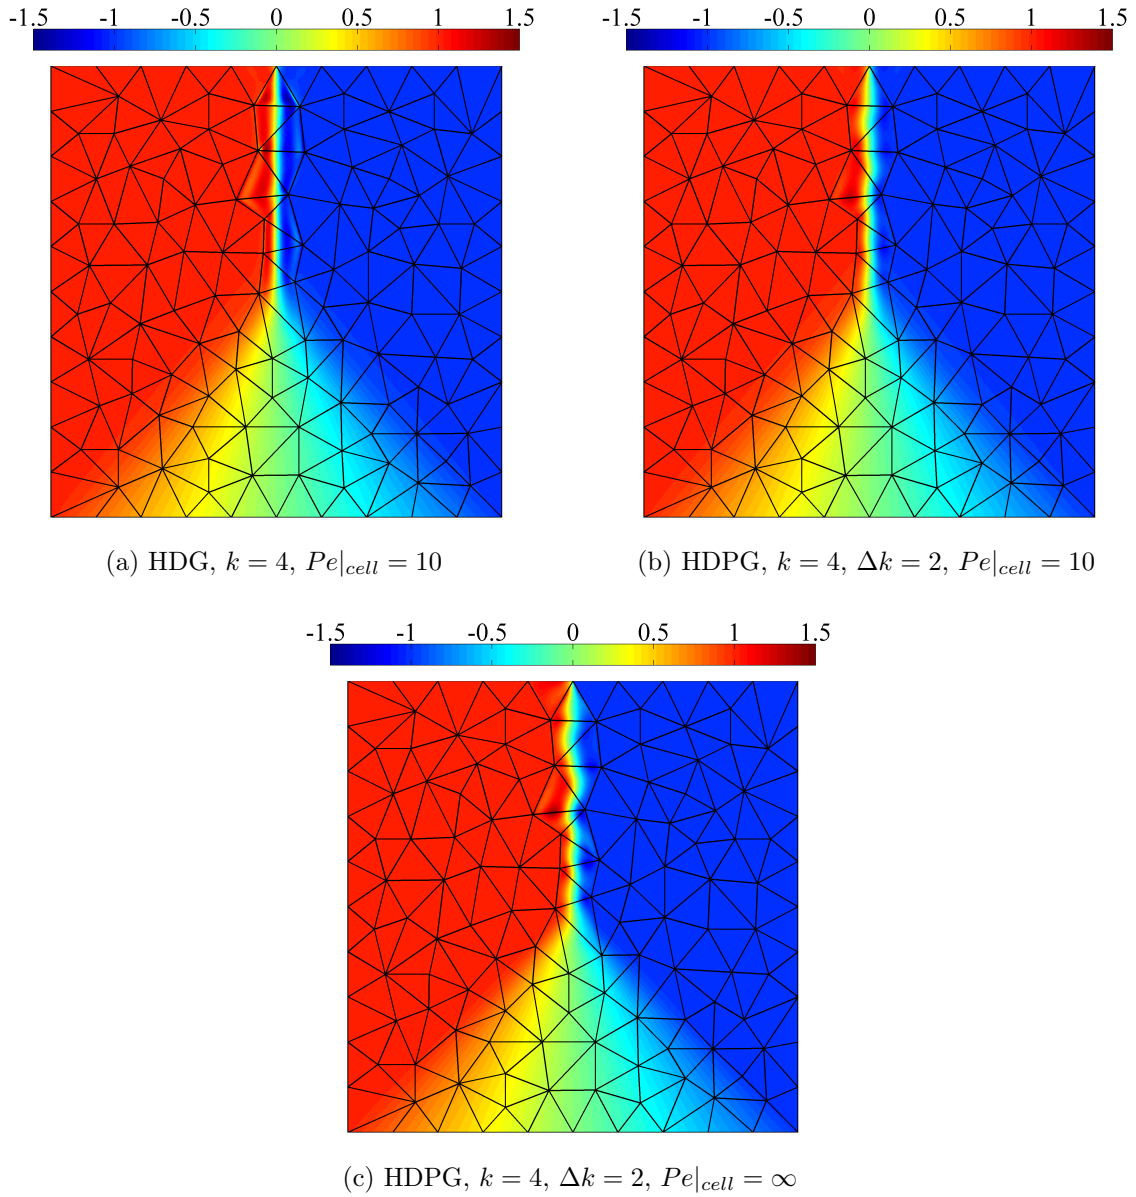 -1.5 -1 -0.5 0 0.5 1 1.5
-1.5 -1 -0.5 0 0.5 1 1.5
(a) HDG, k = 4, Pe|cell = 10
(b) HDPG, k = 4, Δk = 2, Pe|cell = 10
-1.5 -1 -0.5 0 0.5 1 1.5
(c) HDPG, k = 4, Δk = 2, Pe|cell = ∞